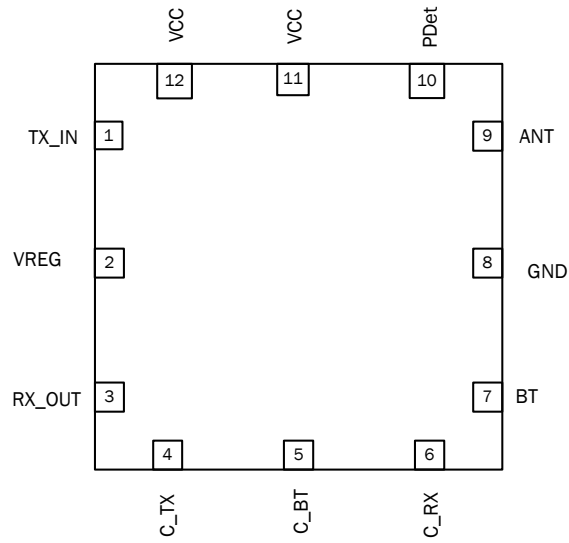 VCC
VCC
PDet
12
11
10
TX_IN
1
9
ANT
VREG
2
8
GND
RX_OUT
3
7
BT
4
5
6
C_TX
C_BT
C_RX